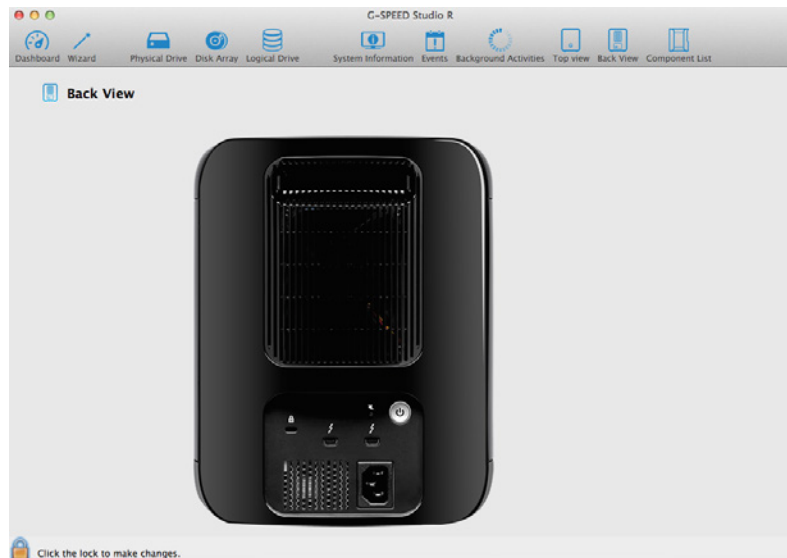 G-SPEED Studio R
Dashboard Wizard Physical Drive Disk Array Logical Drive System Information Events Background Activities Top view Back View Component List
Back View
Click the lock to make changes.